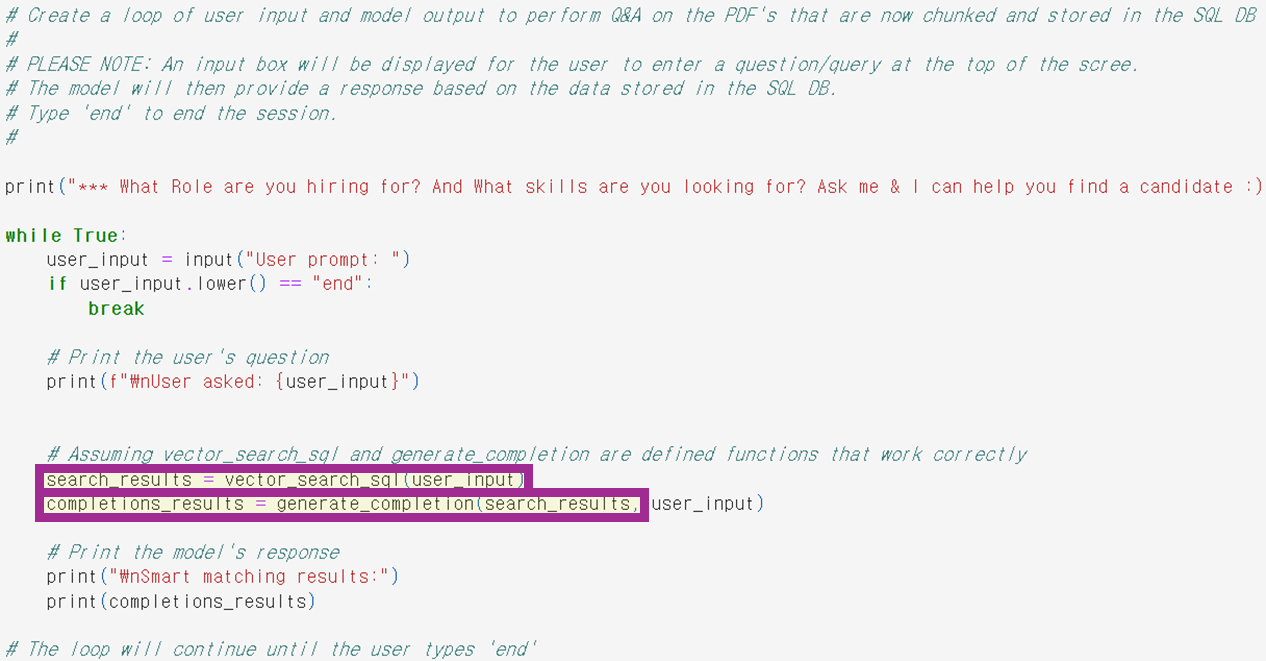 # Create a loop of user input and model output to perform Q&A on the PDF's that are now chunked and stored in the SQL DB
#
# PLEASE NOTE: An input box will be displayed for the user to enter a question/query at the top of the scree.
# The model will then provide a response based on the data stored in the SQL DB.
# Type 'end' to end the session.
#
print("*** What Role are you hiring for? And What skills are you looking for? Ask me & I can help you find a candidate :)
while True:
    user_input = input("User prompt: ")
    if user_input.lower() == "end":
        break
    # Print the user's question
    print(f"₩nUser asked: {user_input}")
    # Assuming vector_search_sql and generate_completion are defined functions that work correctly
    search_results = vector_search_sql(user_input)
    completions_results = generate_completion(search_results, user_input)
    # Print the model's response
    print("₩nSmart matching results:")
    print(completions_results)
# The loop will continue until the user types 'end'